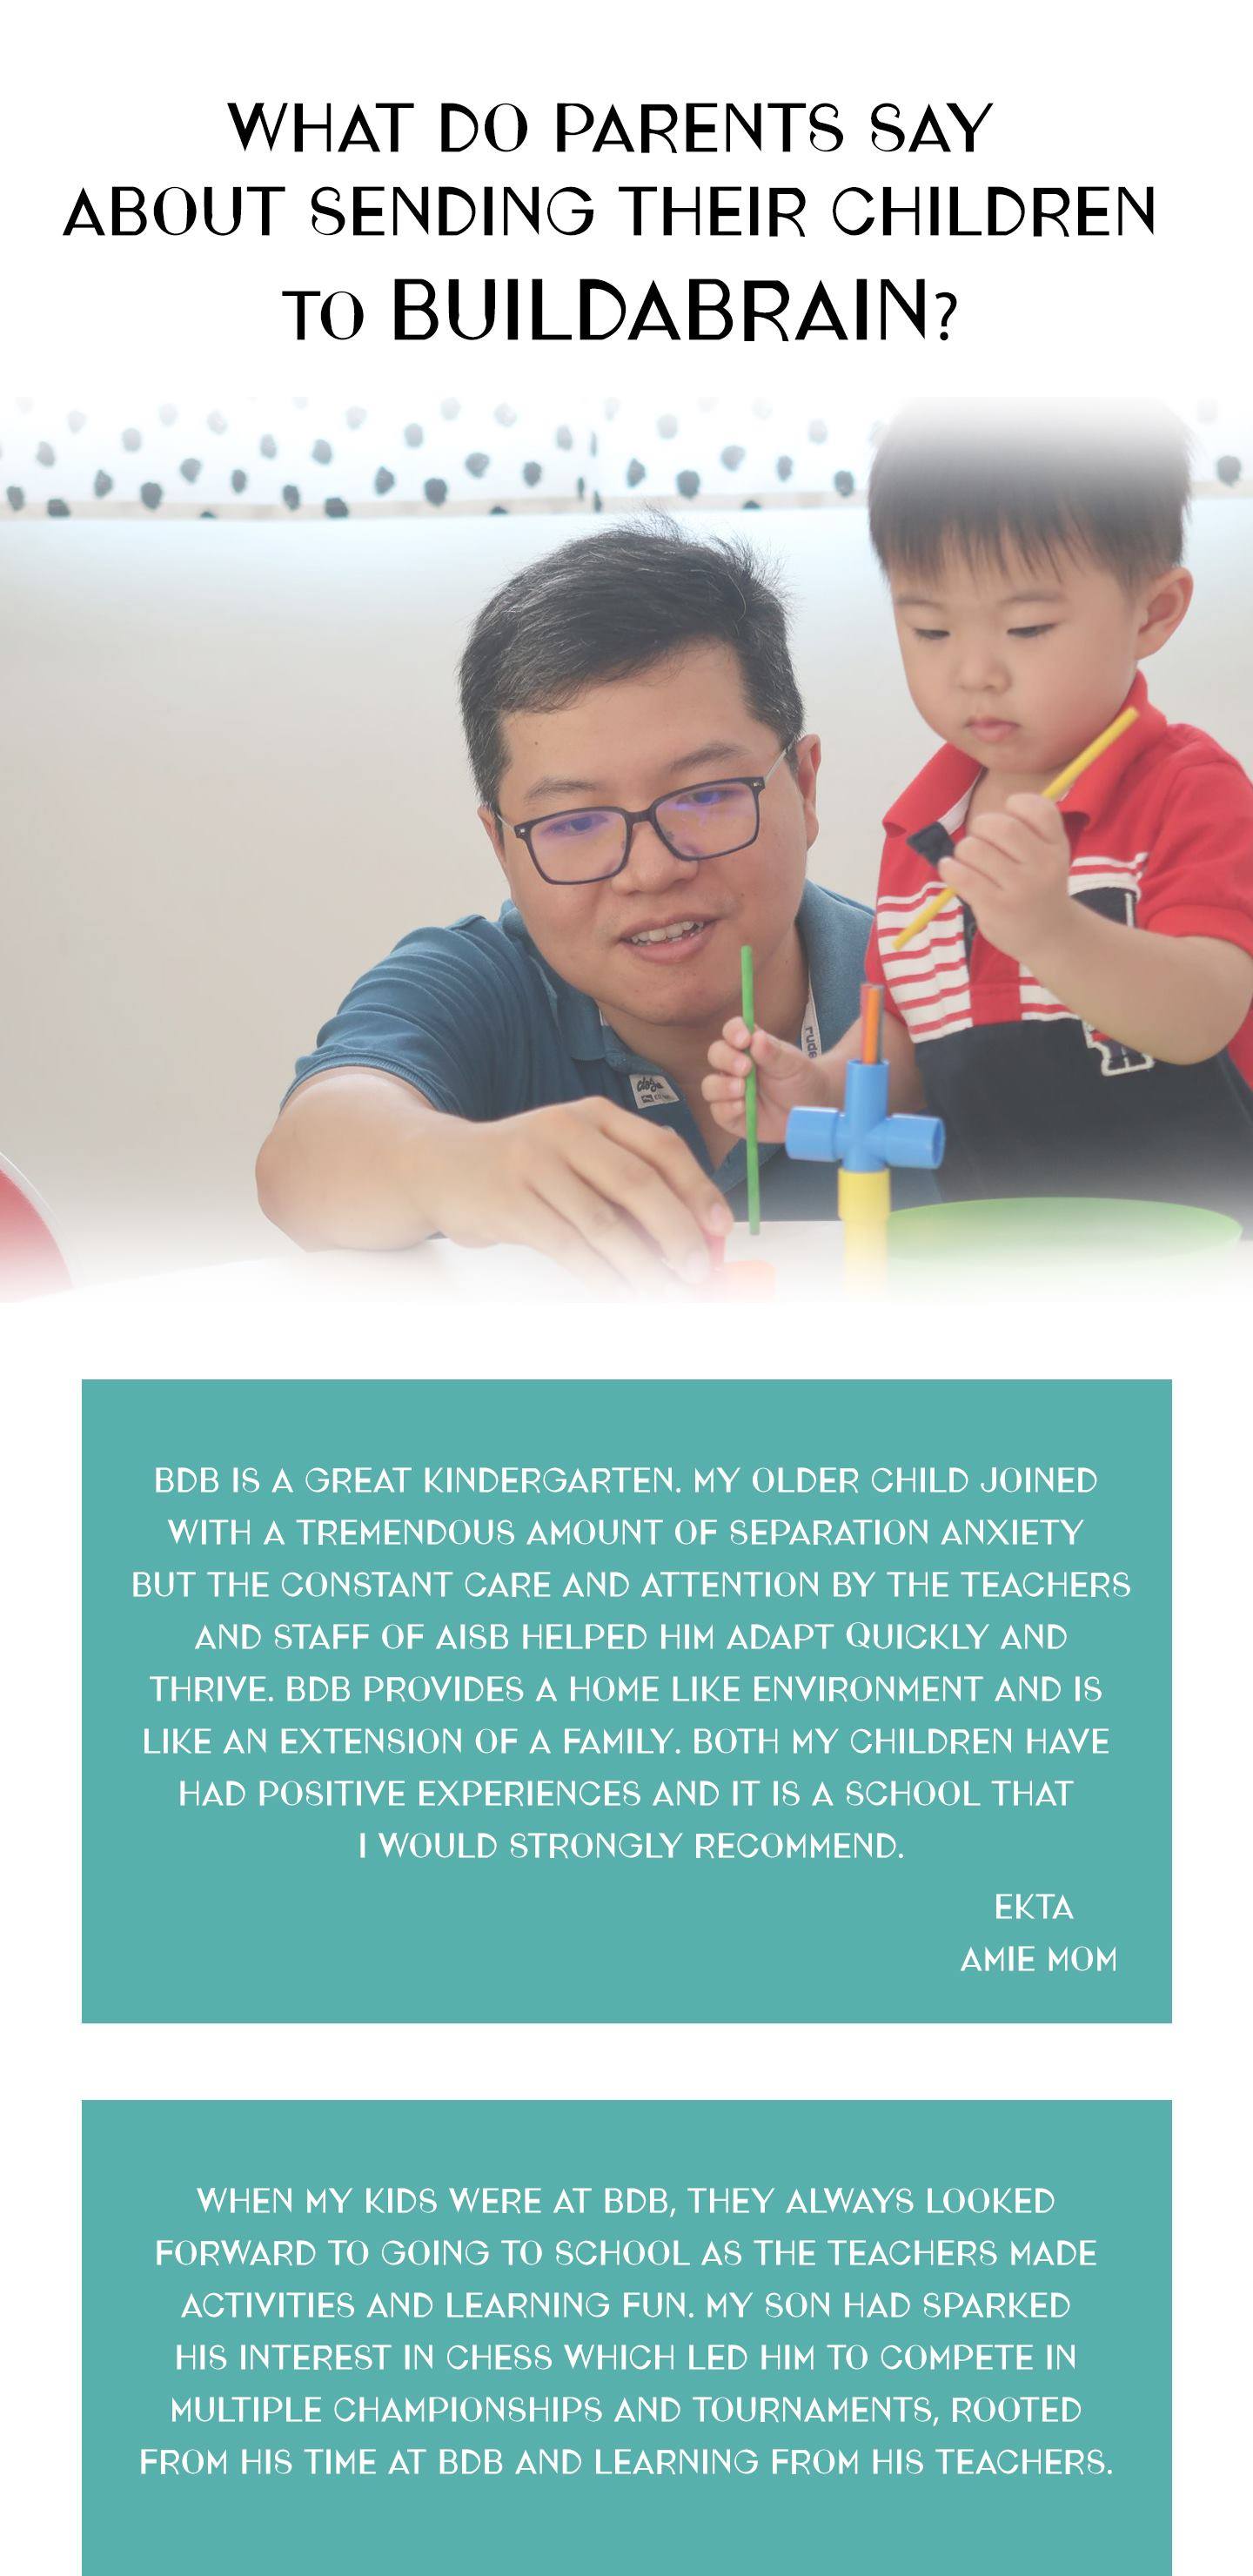 WHAT DO PARENTS SAY
ABOUT SENDING THEIR CHILDREN
TO BUILDABRAIN?
BDB IS A GREAT KINDERGARTEN. MY OLDER CHILD JOINED
WITH A TREMENDOUS AMOUNT OF SEPARATION ANXIETY
BUT THE CONSTANT CARE AND ATTENTION BY THE TEACHERS
AND STAFF OF AISB HELPED HIM ADAPT QUICKLY AND
THRIVE. BDB PROVIDES A HOME LIKE ENVIRONMENT AND IS
LIKE AN EXTENSION OF A FAMILY. BOTH MY CHILDREN HAVE
HAD POSITIVE EXPERIENCES AND IT IS A SCHOOL THAT
I WOULD STRONGLY RECOMMEND.
EKTA
AMIE MOM
WHEN MY KIDS WERE AT BDB, THEY ALWAYS LOOKED
FORWARD TO GOING TO SCHOOL AS THE TEACHERS MADE
ACTIVITIES AND LEARNING FUN. MY SON HAD SPARKED
HIS INTEREST IN CHESS WHICH LED HIM TO COMPETE IN
MULTIPLE CHAMPIONSHIPS AND TOURNAMENTS, ROOTED
FROM HIS TIME AT BDB AND LEARNING FROM HIS TEACHERS.